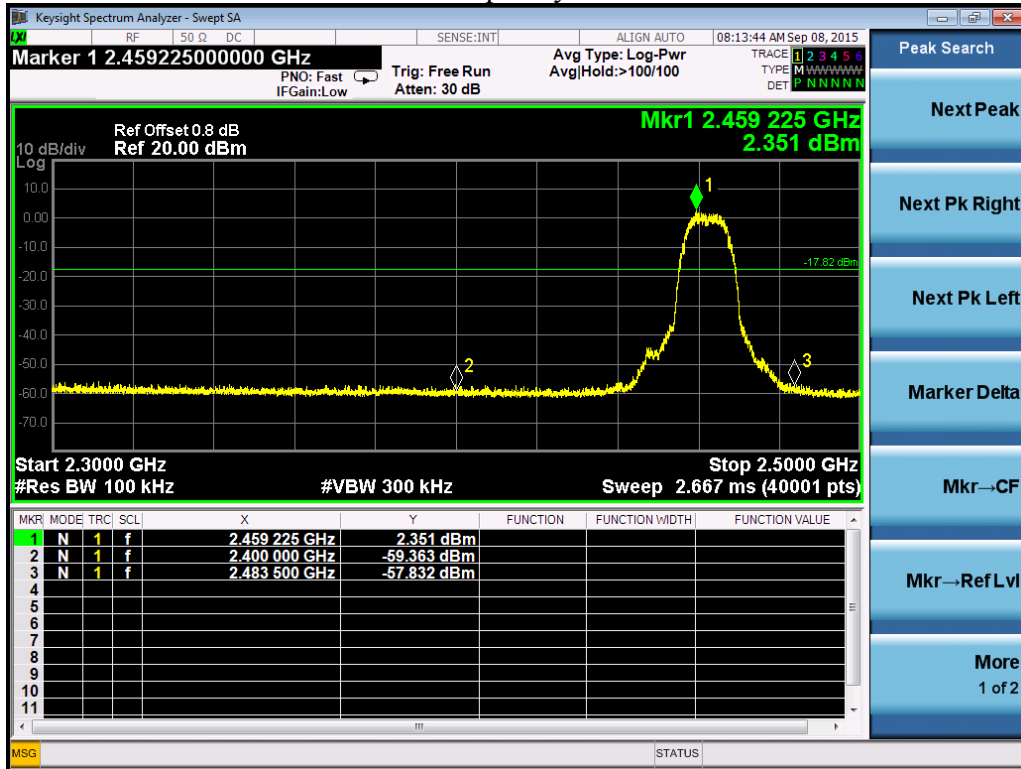 Keysight Spectrum Analyzer - Swept SA
LXI RF 50 Ω DC SENSE:INT ALIGN AUTO 08:13:44 AM Sep 08, 2015
Marker 1 2.459225000000 GHz
PNO: Fast
IFGain:Low
Trig: Free Run
Atten: 30 dB
Avg Type: Log-Pwr
Avg|Hold:>100/100
TRACE 1 2 3 4 5 6
TYPE M WWWWW
DET P N N N N N
Peak Search
Mkr1 2.459 225 GHz
2.351 dBm
Ref Offset 0.8 dB
10 dB/div Ref 20.00 dBm
Log
10.0
0.00
-10.0
-20.0
-30.0
-40.0
-50.0
-60.0
-70.0
1
-17.82 dBm
2
3
Start 2.3000 GHz Stop 2.5000 GHz
#Res BW 100 kHz #VBW 300 kHz Sweep 2.667 ms (40001 pts)
MKR MODE TRC SCL X Y FUNCTION FUNCTION WIDTH FUNCTION VALUE
1 N 1 f 2.459 225 GHz 2.351 dBm
2 N 1 f 2.400 000 GHz -59.363 dBm
3 N 1 f 2.483 500 GHz -57.832 dBm
4
5
6
7
8
9
10
11
MSG STATUS
Next Peak
Next Pk Right
Next Pk Left
Marker Delta
Mkr→CF
Mkr→Ref Lvl
More
1 of 2